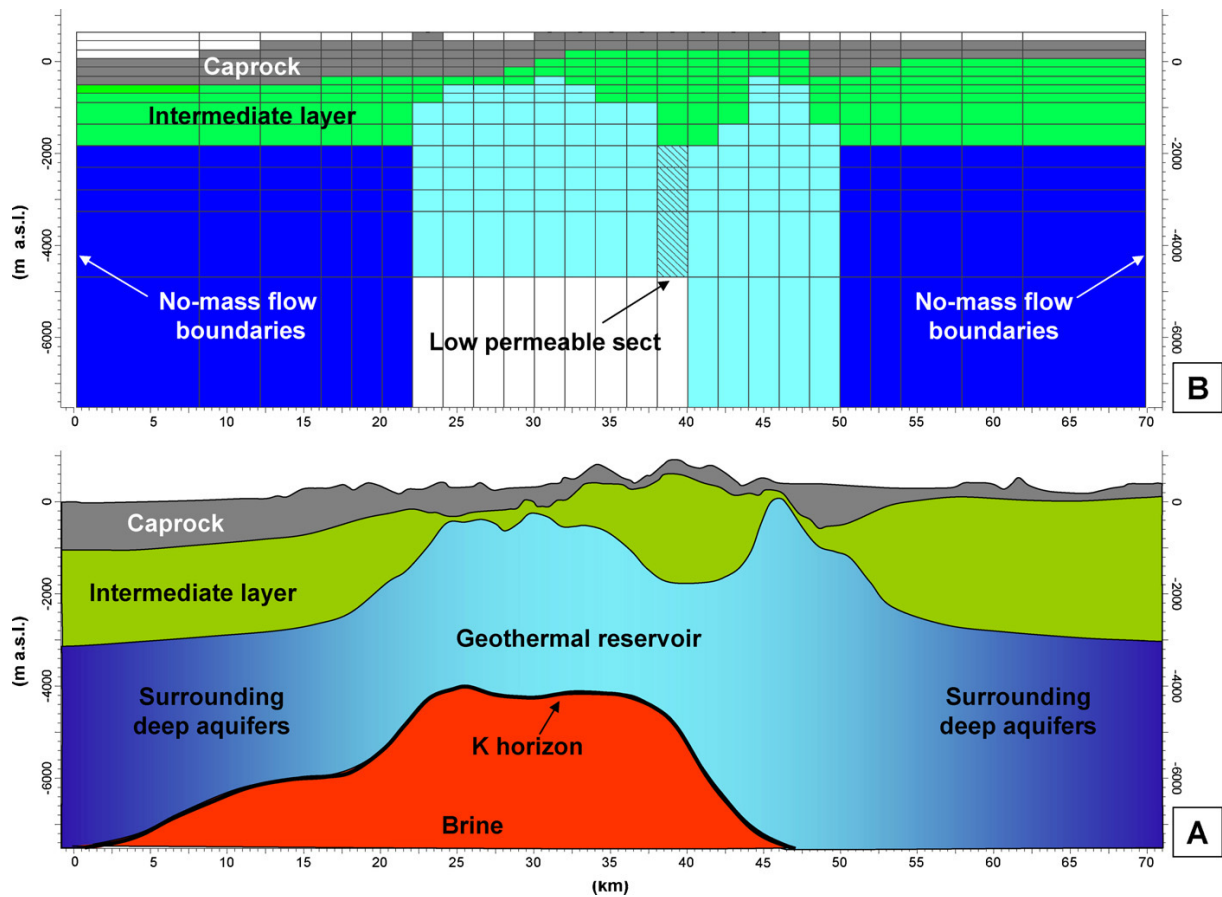 B
0
-2000
-4000
-6000
(m a.s.l.)
Caprock
Intermediate layer
No-mass flow
boundaries
Low permeable sect
No-mass flow
boundaries
0
-2000
-4000
-6000
0 5 10 15 20 25 30 35 40 45 50 55 60 65 70
0
-2000
-4000
-6000
(m a.s.l.)
Caprock
Intermediate layer
Geothermal reservoir
Surrounding
deep aquifers
K horizon
Brine
Surrounding
deep aquifers
0
-2000
-4000
-6000
A
0 5 10 15 20 25 30 35 40 45 50 55 60 65 70
(km)